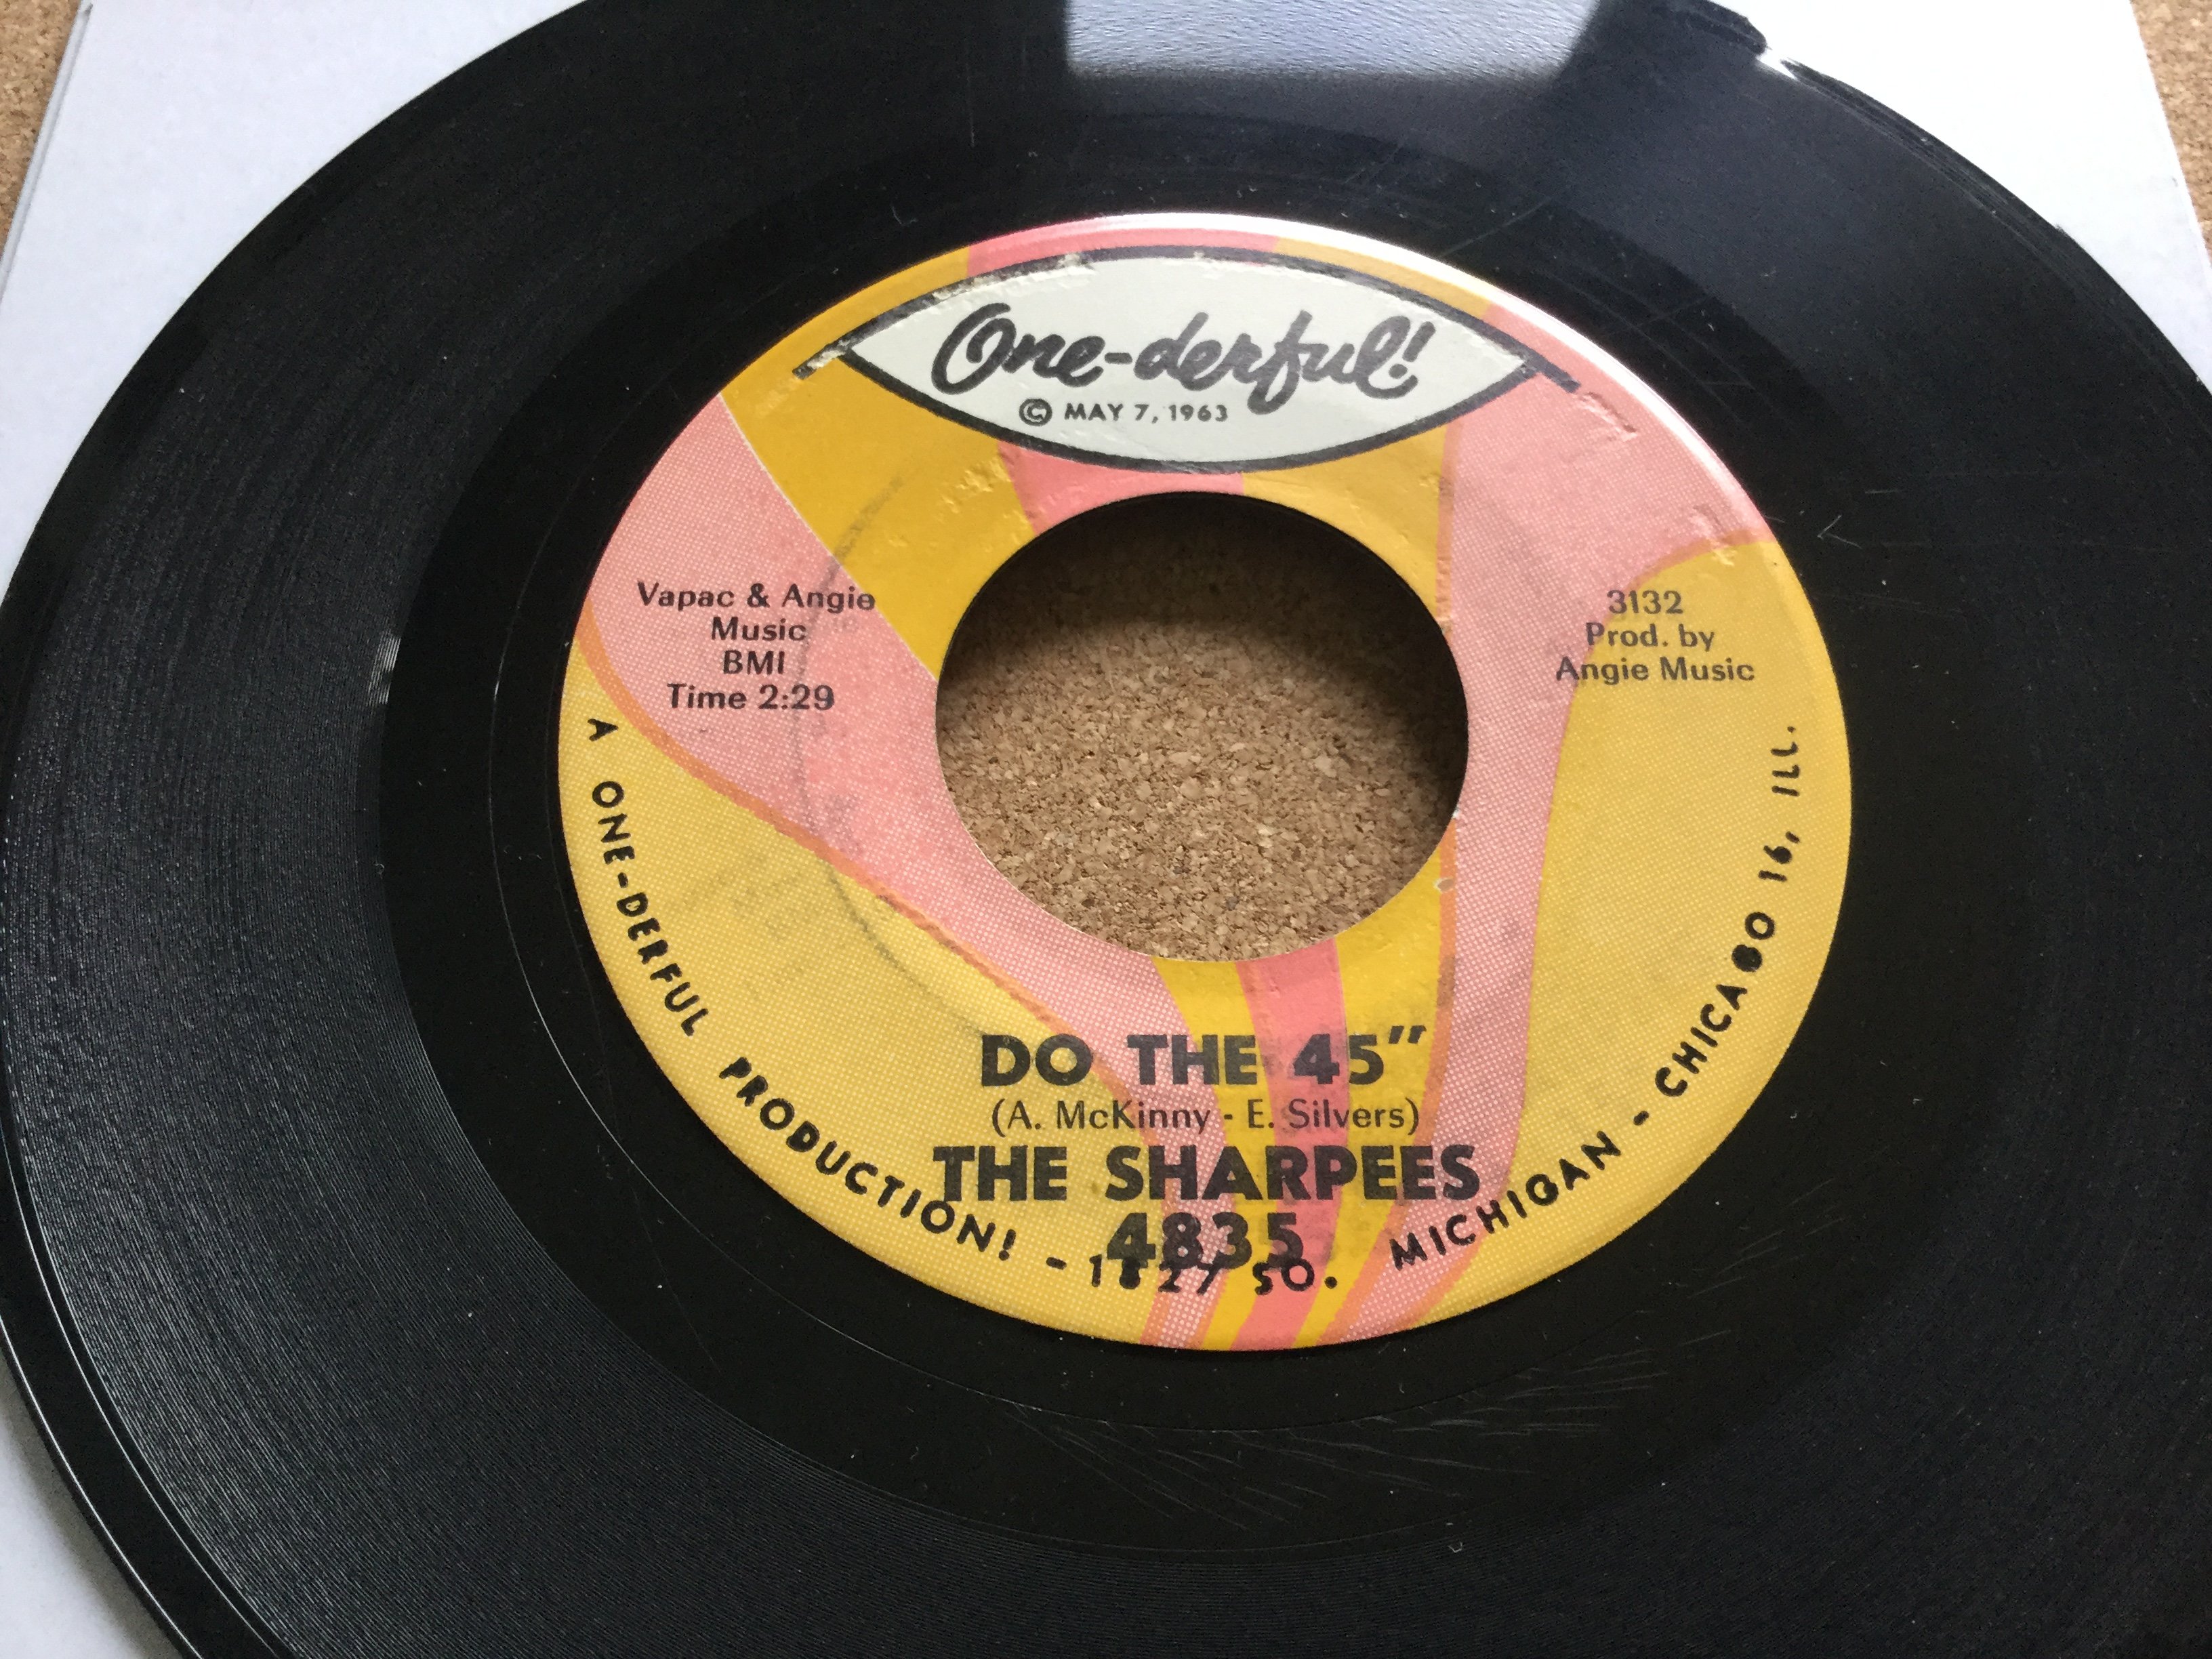 One-derful!
© MAY 7, 1963
Vapac & Angie
Music
BMI
Time 2:29
3132
Prod. by
Angie Music
DO THE 45”
(A. McKinny - E. Silvers)
THE SHARPEES
4835
A ONE-DERFUL PRODUCTION! - 1827 SO. MICHIGAN - CHICAGO 16, ILL.